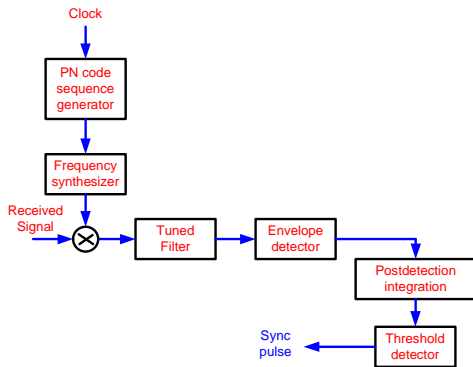 Clock
PN code
sequence
generator
Frequency
synthesizer
Received
Signal
Tuned
Filter
Envelope
detector
Postdetection
integration
Threshold
detector
Sync
pulse